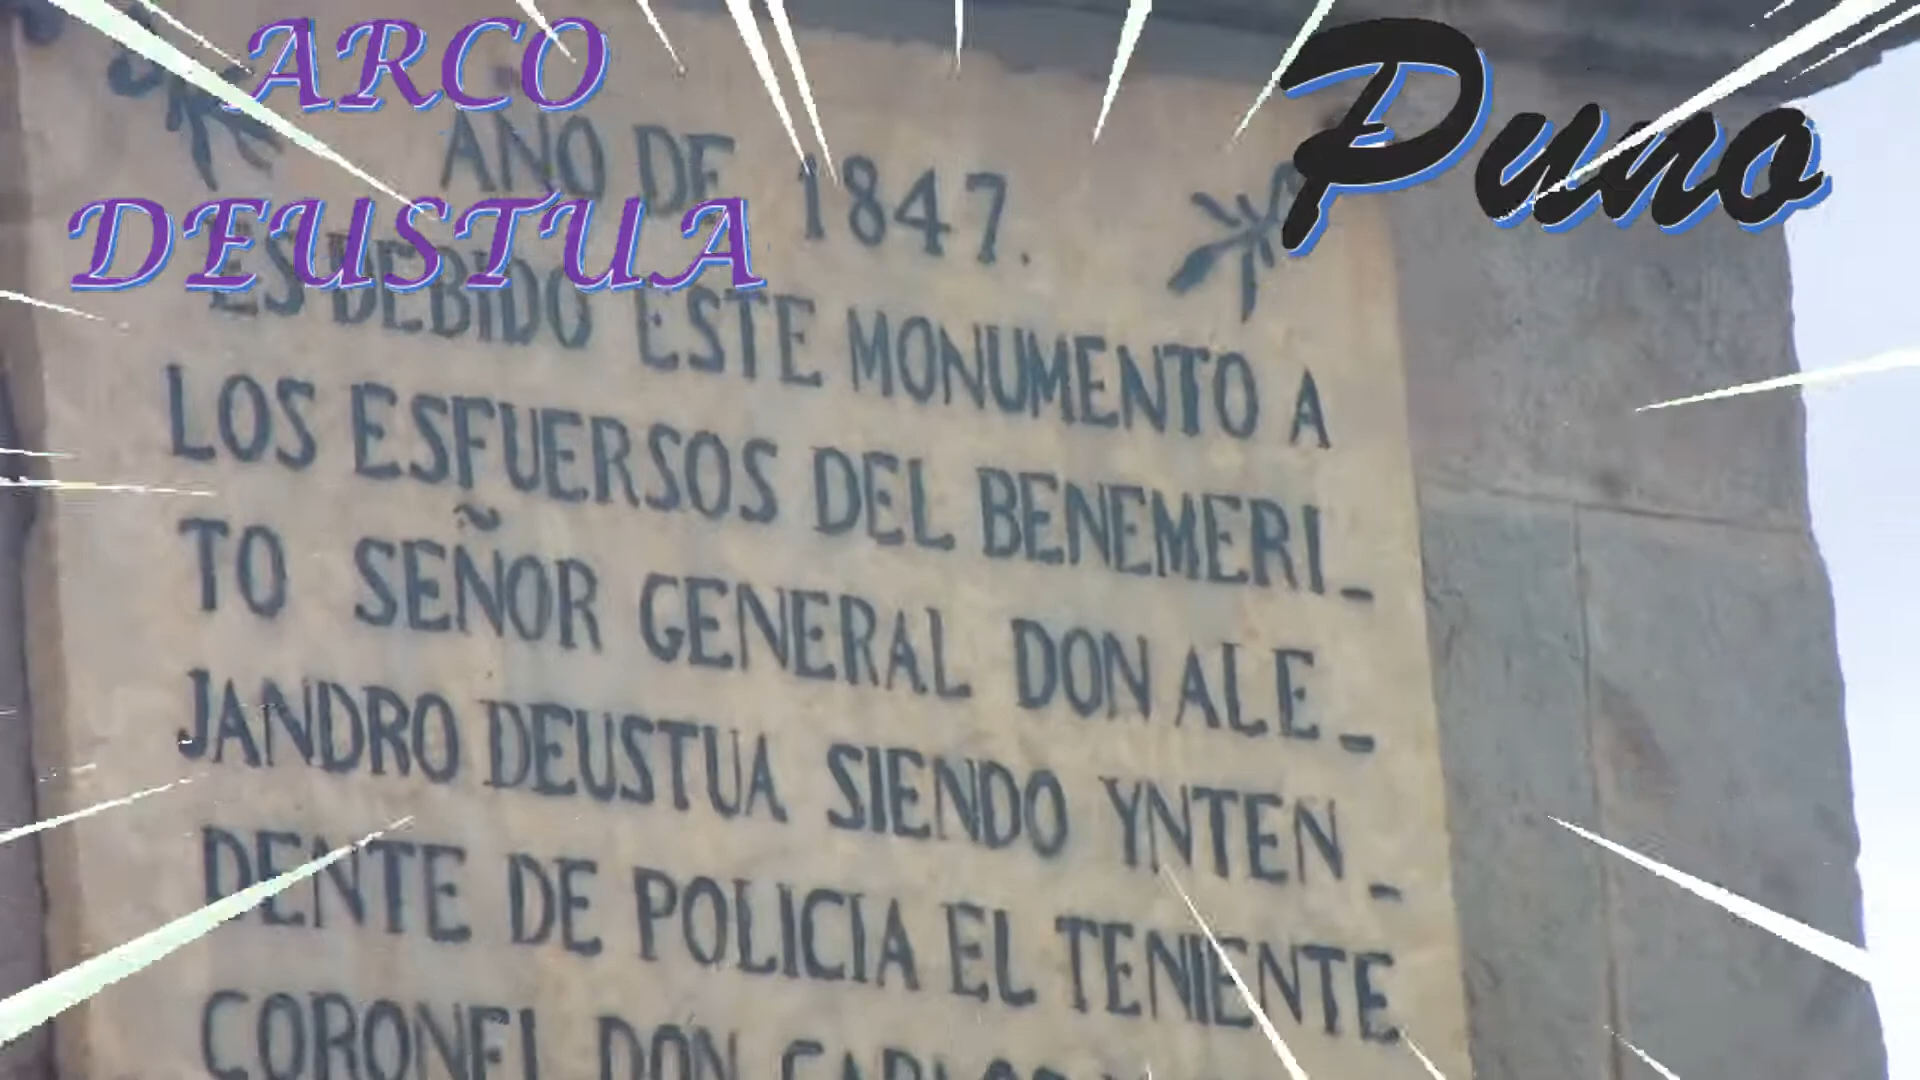 ARCO
DEUSTUA
Puno
AÑO DE 1847.
ES DEBIDO ESTE MONUMENTO A
LOS ESFUERSOS DEL BENEMERI_
TO SEÑOR GENERAL DON ALE_
JANDRO DEUSTUA SIENDO YNTEN_
DENTE DE POLICIA EL TENIENTE
CORONEL DON